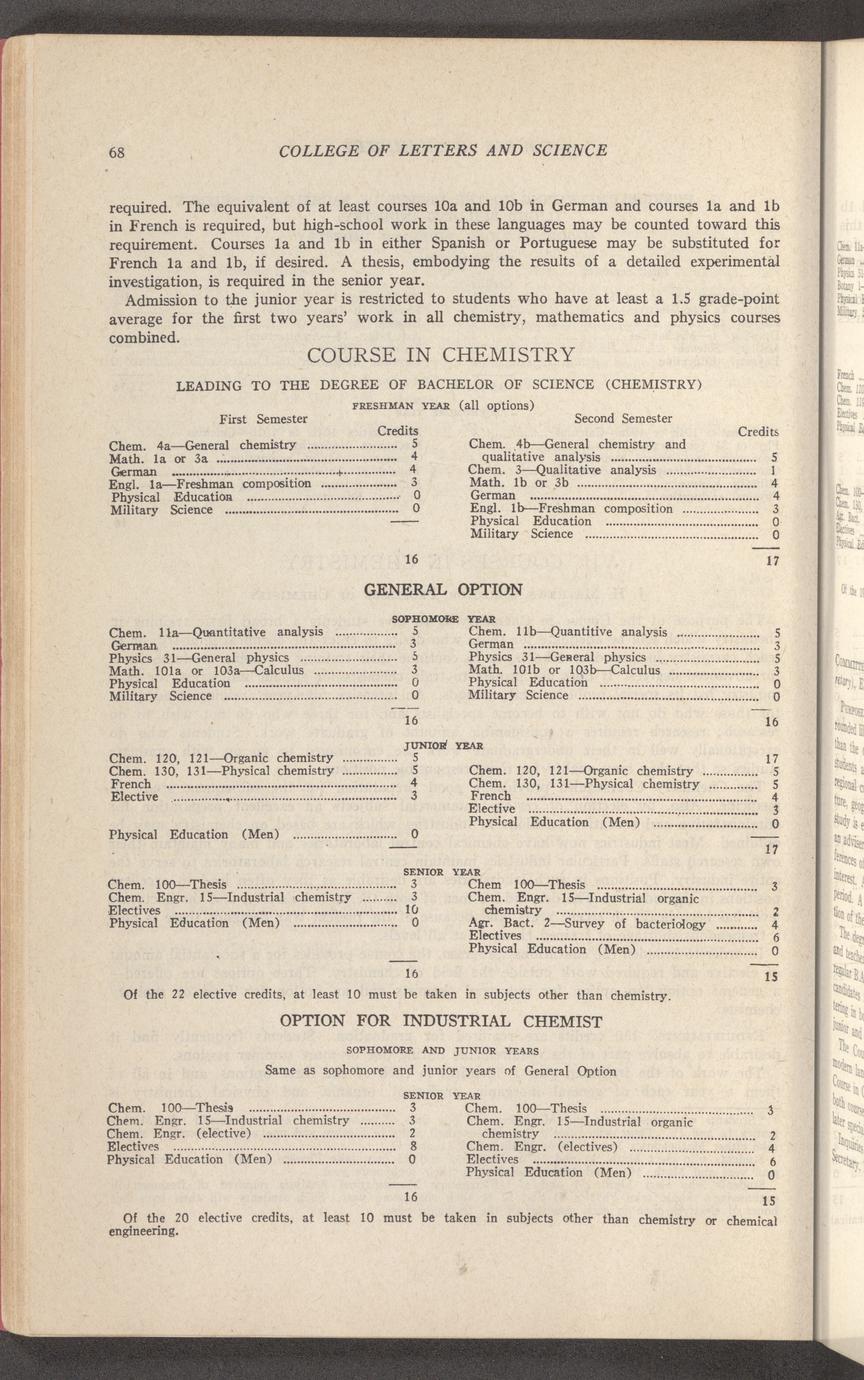 68
COLLEGE OF LETTERS AND SCIENCE
required. The equivalent of at least courses 10a and 10b in German and courses 1a and 1b
in French is required, but high-school work in these languages may be counted toward this
requirement. Courses 1a and 1b in either Spanish or Portuguese may be substituted for
French 1a and 1b, if desired. A thesis, embodying the results of a detailed experimental
investigation, is required in the senior year.
Admission to the junior year is restricted to students who have at least a 1.5 grade-point
average for the first two years' work in all chemistry, mathematics and physics courses
combined.
COURSE IN CHEMISTRY
LEADING TO THE DEGREE OF BACHELOR OF SCIENCE (CHEMISTRY)
FRESHMAN YEAR (all options)
First Semester
Credits
Chem. 4a—General chemistry ........ 5
Math. 1a or 3a ........ 4
German ........ 4
Engl. 1a—Freshman composition ........ 3
Physical Education ........ 0
Military Science ........ 0
16
Second Semester
Credits
Chem. 4b—General chemistry and
qualitative analysis ........ 5
Chem. 3—Qualitative analysis ........ 1
Math. 1b or 3b ........ 4
German ........ 4
Engl. 1b—Freshman composition ........ 3
Physical Education ........ 0
Military Science ........ 0
17
GENERAL OPTION
SOPHOMORE YEAR
Chem. 11a—Quantitative analysis ........ 5
German ........ 3
Physics 31—General physics ........ 5
Math. 101a or 103a—Calculus ........ 3
Physical Education ........ 0
Military Science ........ 0
16
Chem. 11b—Quantitive analysis ........ 5
German ........ 3
Physics 31—General physics ........ 5
Math. 101b or 103b—Calculus ........ 3
Physical Education ........ 0
Military Science ........ 0
16
JUNIOR YEAR
Chem. 120, 121—Organic chemistry ........ 5
Chem. 130, 131—Physical chemistry ........ 5
French ........ 4
Elective ........ 3
Physical Education (Men) ........ 0
17
Chem. 120, 121—Organic chemistry ........ 5
Chem. 130, 131—Physical chemistry ........ 5
French ........ 4
Elective ........ 3
Physical Education (Men) ........ 0
17
SENIOR YEAR
Chem. 100—Thesis ........ 3
Chem. Engr. 15—Industrial chemistry ........ 3
Electives ........ 10
Physical Education (Men) ........ 0
16
Chem 100—Thesis ........ 3
Chem. Engr. 15—Industrial organic
chemistry ........ 2
Agr. Bact. 2—Survey of bacteriology ........ 4
Electives ........ 6
Physical Education (Men) ........ 0
15
Of the 22 elective credits, at least 10 must be taken in subjects other than chemistry.
OPTION FOR INDUSTRIAL CHEMIST
SOPHOMORE AND JUNIOR YEARS
Same as sophomore and junior years of General Option
SENIOR YEAR
Chem. 100—Thesis ........ 3
Chem. Engr. 15—Industrial chemistry ........ 3
Chem. Engr. (elective) ........ 2
Electives ........ 8
Physical Education (Men) ........ 0
16
Chem. 100—Thesis ........ 3
Chem. Engr. 15—Industrial organic
chemistry ........ 2
Chem. Engr. (electives) ........ 4
Electives ........ 6
Physical Education (Men) ........ 0
15
Of the 20 elective credits, at least 10 must be taken in subjects other than chemistry or chemical
engineering.